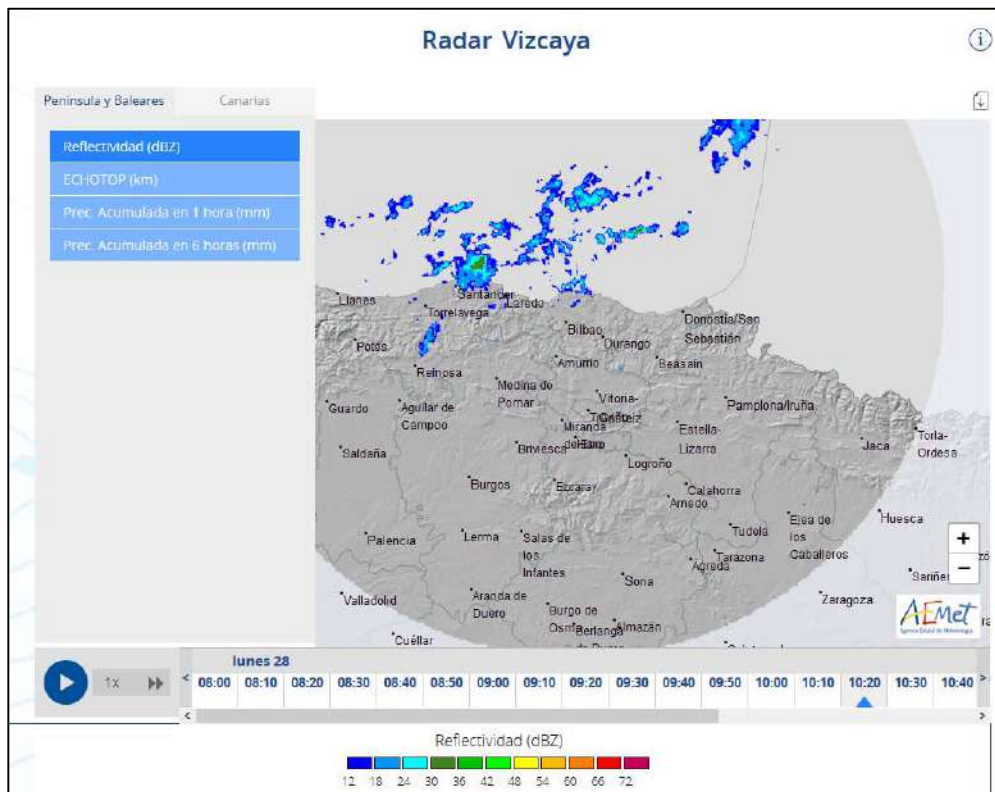 Radar Vizcaya
i
Peninsula y Baleares
Canarias
Reflectividad (dBZ)
ECHOTOP (km)
Prec. Acumulada en 1 hora (mm)
Prec. Acumulada en 6 horas (mm)
Llanes
Santander
Laredo
Torrelavega
Donostia/San
Sebastián
Bilbao
Durango
Potes
Amurrio
Beasain
Reinosa
Medina de
Pomar
Vitoria-
Pamplona/Iruña
Guardo
Aguilar de
Campoo
Miranda
Estella-
Lizarra
Jaca
Torla-
Ordesa
Saldaña
Briviesca
Logroño
Burgos
Ezcaray
Calahorra
Arnedo
Huesca
Palencia
Lerma
Salas de
los
Infantes
Tudela
Ejea de
los
Caballeros
+
−
Soria
Agreda
Tarazona
Sariñe
Valladolid
Aranda de
Duero
Burgo de
Osma
Berlanga
Almazán
Zaragoza
Cuéllar
AEMet
Agencia Estatal de Meteorología
lunes 28
1x
< 08:00 08:10 08:20 08:30 08:40 08:50 09:00 09:10 09:20 09:30 09:40 09:50 10:00 10:10 10:20 10:30 10:40 >
Reflectividad (dBZ)
12 18 24 30 36 42 48 54 60 66 72